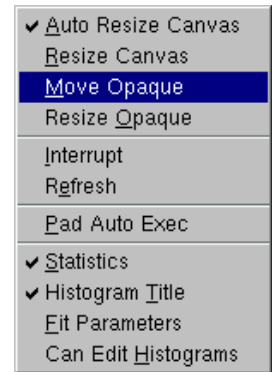 Auto Resize Canvas
Resize Canvas
Move Opaque
Resize Opaque
Interrupt
Refresh
Pad Auto Exec
Statistics
Histogram Title
Fit Parameters
Can Edit Histograms